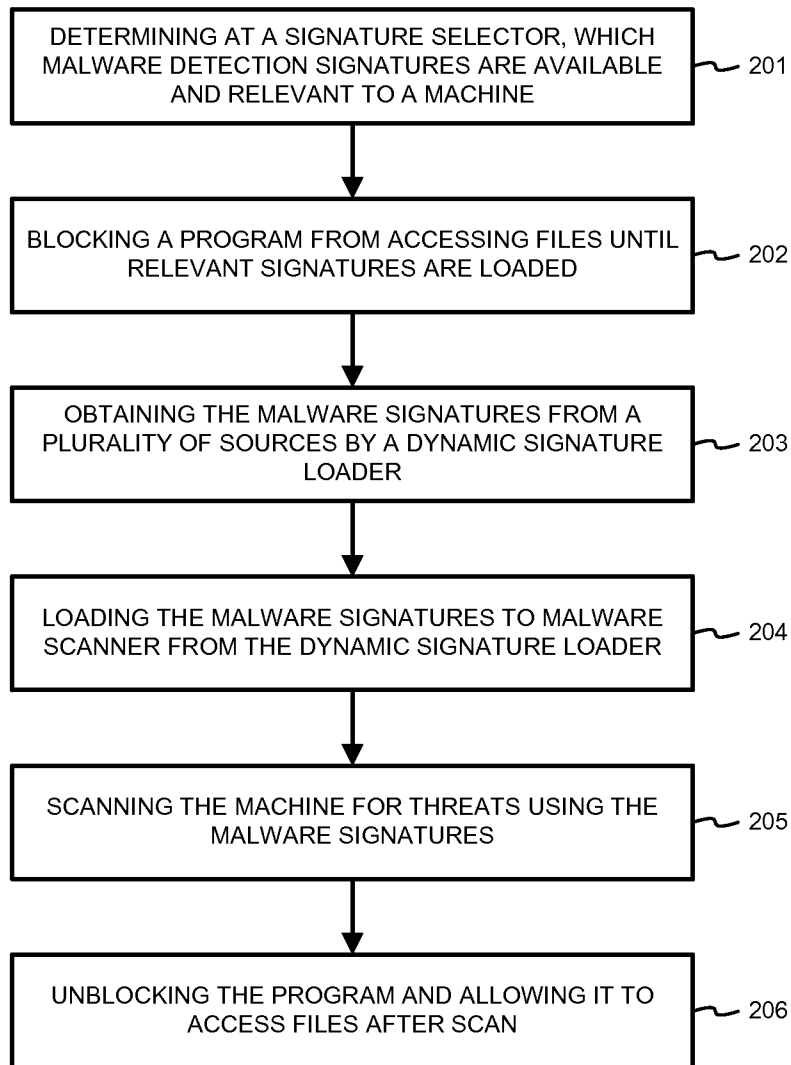 DETERMINING AT A SIGNATURE SELECTOR, WHICH
MALWARE DETECTION SIGNATURES ARE AVAILABLE
AND RELEVANT TO A MACHINE
201
BLOCKING A PROGRAM FROM ACCESSING FILES UNTIL
RELEVANT SIGNATURES ARE LOADED
202
OBTAINING THE MALWARE SIGNATURES FROM A
PLURALITY OF SOURCES BY A DYNAMIC SIGNATURE
LOADER
203
LOADING THE MALWARE SIGNATURES TO MALWARE
SCANNER FROM THE DYNAMIC SIGNATURE LOADER
204
SCANNING THE MACHINE FOR THREATS USING THE
MALWARE SIGNATURES
205
UNBLOCKING THE PROGRAM AND ALLOWING IT TO
ACCESS FILES AFTER SCAN
206